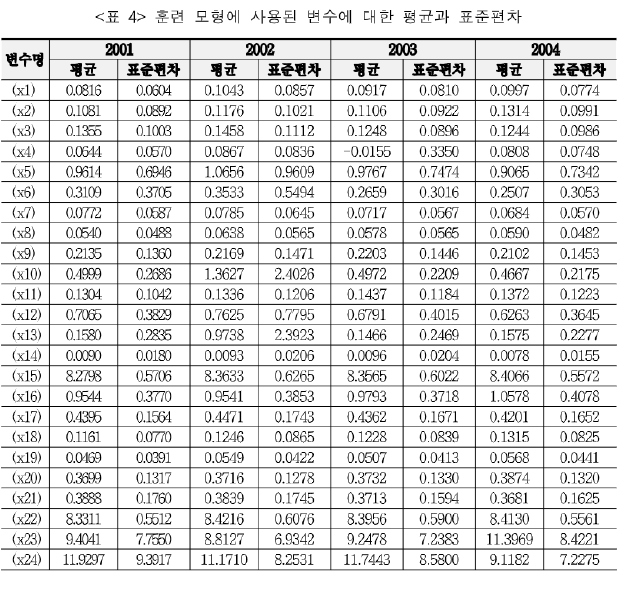 <표 4> 훈련 모형에 사용된 변수에 대한 평균과 표준편차
변수명 2001 2002 2003 2004
평균 표준편차 평균 표준편차 평균 표준편차 평균 표준편차
(x1) 0.0816 0.0604 0.1043 0.0857 0.0917 0.0810 0.0997 0.0774
(x2) 0.1081 0.0892 0.1176 0.1021 0.1106 0.0922 0.1314 0.0991
(x3) 0.1355 0.1003 0.1458 0.1112 0.1248 0.0896 0.1244 0.0986
(x4) 0.0644 0.0570 0.0867 0.0836 -0.0155 0.3350 0.0808 0.0748
(x5) 0.9614 0.6946 1.0656 0.9609 0.9767 0.7474 0.9065 0.7342
(x6) 0.3109 0.3705 0.3533 0.5494 0.2659 0.3016 0.2507 0.3053
(x7) 0.0772 0.0587 0.0785 0.0645 0.0717 0.0567 0.0684 0.0570
(x8) 0.0540 0.0488 0.0638 0.0565 0.0578 0.0565 0.0590 0.0482
(x9) 0.2135 0.1360 0.2169 0.1471 0.2203 0.1446 0.2102 0.1453
(x10) 0.4999 0.2686 1.3627 2.4026 0.4972 0.2209 0.4667 0.2175
(x11) 0.1304 0.1042 0.1336 0.1206 0.1437 0.1184 0.1372 0.1223
(x12) 0.7065 0.3829 0.7625 0.7795 0.6791 0.4015 0.6263 0.3645
(x13) 0.1580 0.2835 0.9738 2.3923 0.1466 0.2469 0.1575 0.2277
(x14) 0.0090 0.0180 0.0093 0.0206 0.0096 0.0204 0.0078 0.0155
(x15) 8.2798 0.5706 8.3633 0.6265 8.3565 0.6022 8.4066 0.5572
(x16) 0.9544 0.3770 0.9541 0.3853 0.9793 0.3718 1.0578 0.4078
(x17) 0.4395 0.1564 0.4471 0.1743 0.4362 0.1671 0.4201 0.1652
(x18) 0.1161 0.0770 0.1246 0.0865 0.1228 0.0839 0.1315 0.0825
(x19) 0.0469 0.0391 0.0549 0.0422 0.0507 0.0413 0.0568 0.0441
(x20) 0.3699 0.1317 0.3716 0.1278 0.3732 0.1330 0.3874 0.1320
(x21) 0.3888 0.1760 0.3839 0.1745 0.3713 0.1594 0.3681 0.1625
(x22) 8.3311 0.5512 8.4216 0.6076 8.3956 0.5900 8.4130 0.5561
(x23) 9.4041 7.7550 8.8127 6.9342 9.2478 7.2383 11.3969 8.4221
(x24) 11.9297 9.3917 11.1710 8.2531 11.7443 8.5800 9.1182 7.2275